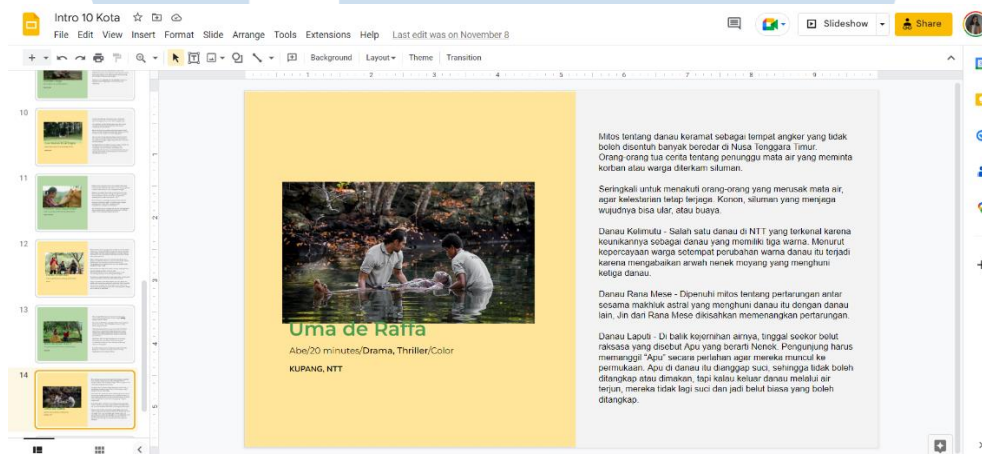 Intro 10 Kota
File Edit View Insert Format Slide Arrange Tools Extensions Help Last edit was on November 8
Slideshow
Share
Background Layout Theme Transition
1 2 3 4 5 6 7 8 9
10
11
12
13
14
Uma de Raffa
Abe/20 minutes/Drama, Thriller/Color
KUPANG, NTT
Mitos tentang danau keramat sebagai tempat angker yang tidak
boleh disentuh banyak beredar di Nusa Tenggara Timur.
Orang-orang tua cerita tentang penunggu mata air yang meminta
korban atau warga diterkam siluman.
Seringkali untuk menakuti orang-orang yang merusak mata air,
agar kelestarian tetap terjaga. Konon, siluman yang menjaga
wujudnya bisa ular, atau buaya.
Danau Kelimutu - Salah satu danau di NTT yang terkenal karena
keunikannya sebagai danau yang memiliki tiga warna. Menurut
kepercayaan warga setempat perubahan warna danau itu terjadi
karena mengabaikan arwah nenek moyang yang menghuni
ketiga danau.
Danau Rana Mese - Dipenuhi mitos tentang pertarungan antar
sesama makhluk astral yang menghuni danau itu dengan danau
lain, Jin dari Rana Mese dikisahkan memenangkan pertarungan.
Danau Laputi - Di balik kejernihan airnya, tinggal seekor belut
raksasa yang disebut Apu yang berarti Nenek. Pengunjung harus
memanggil "Apu" secara perlahan agar mereka muncul ke
permukaan. Apu di danau itu dianggap suci, sehingga tidak boleh
ditangkap atau dimakan, tapi kalau keluar danau melalui air
terjun, mereka tidak lagi suci dan jadi belut biasa yang boleh
ditangkap.